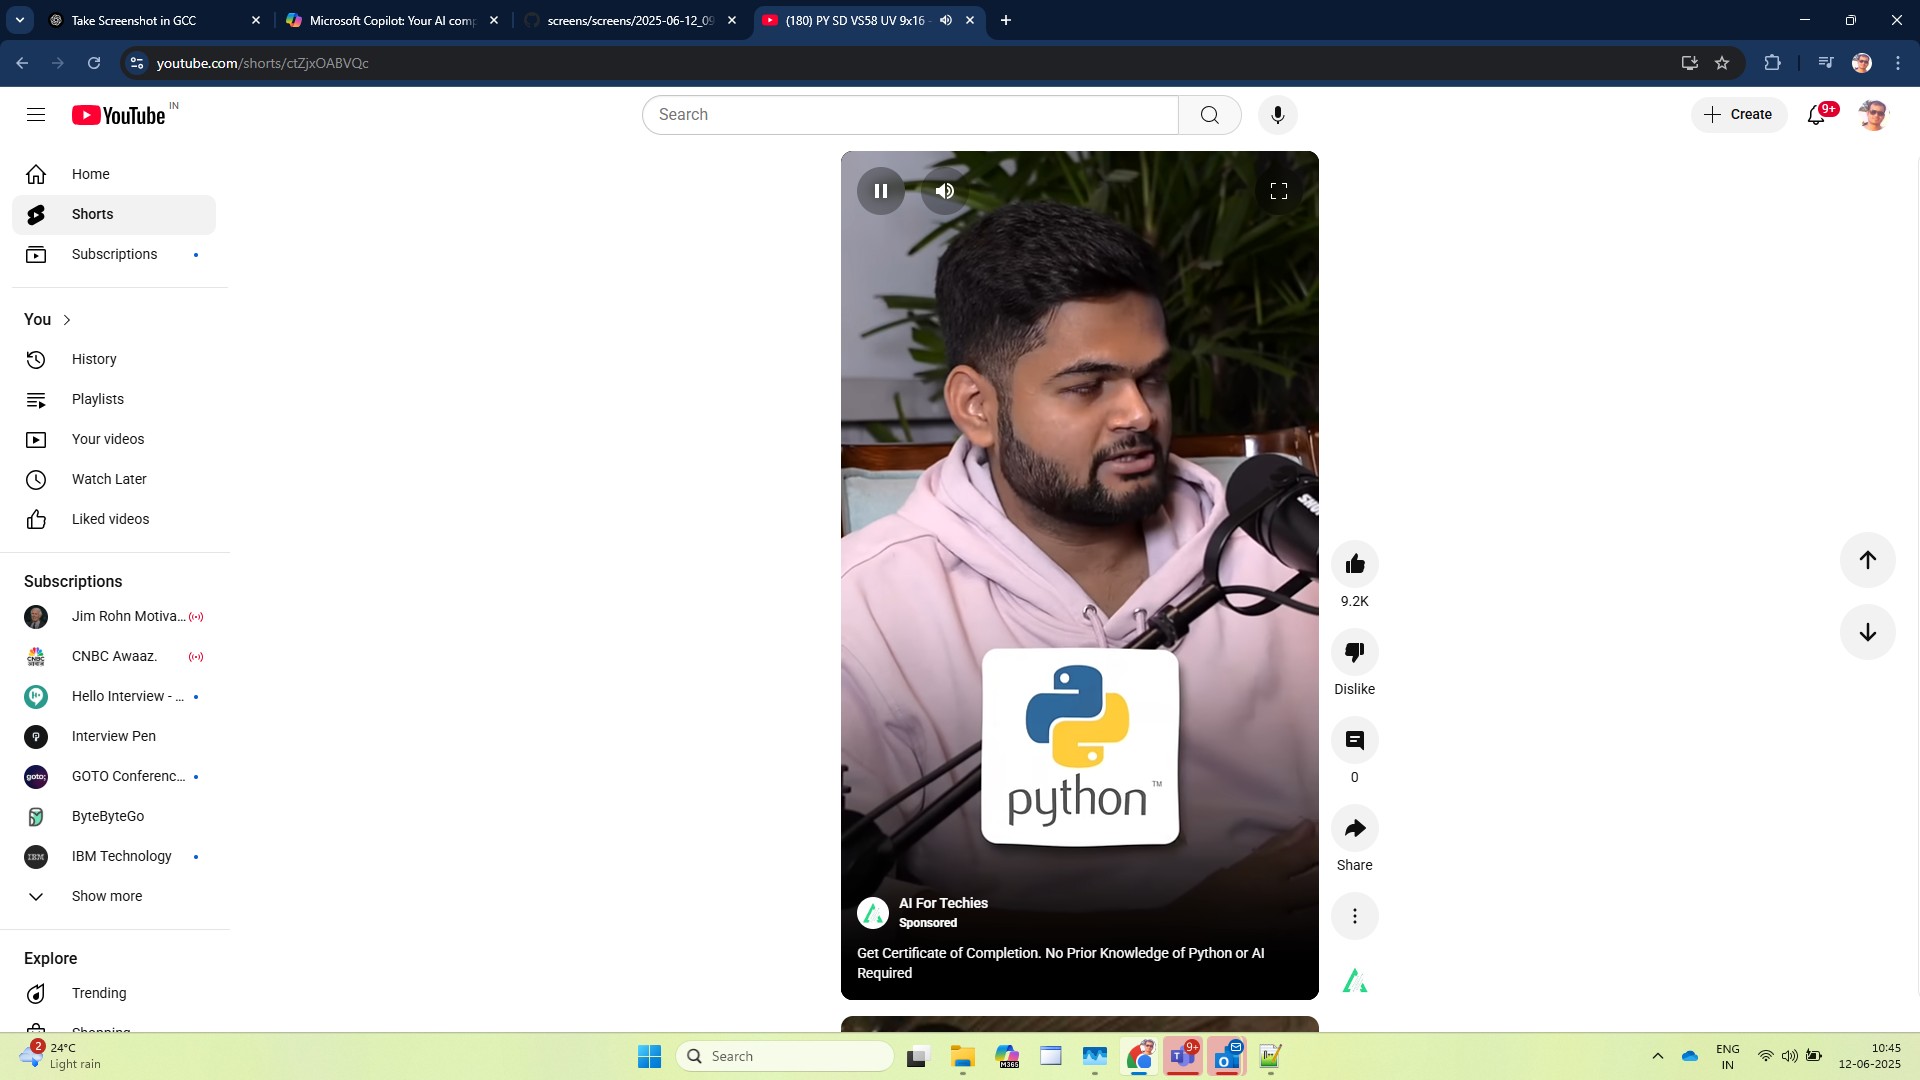 Take Screenshot in GCC
Microsoft Copilot: Your AI comp
screens/screens/2025-06-12_09
(180) PY SD VS58 UV 9x16 -
youtube.com/shorts/ctZjxOABVQc
YouTube IN
Search
Create
9+
Home
Shorts
Subscriptions
You
History
Playlists
Your videos
Watch Later
Liked videos
Subscriptions
Jim Rohn Motiva...
CNBC Awaaz.
Hello Interview - ...
Interview Pen
goto; GOTO Conferenc...
ByteByteGo
IBM IBM Technology
Show more
Explore
Trending
Shopping
python™
AI For Techies
Sponsored
Get Certificate of Completion. No Prior Knowledge of Python or AI
Required
9.2K
Dislike
0
Share
2
24°C
Light rain
Search
M365
9+
ENG
IN
10:45
12-06-2025